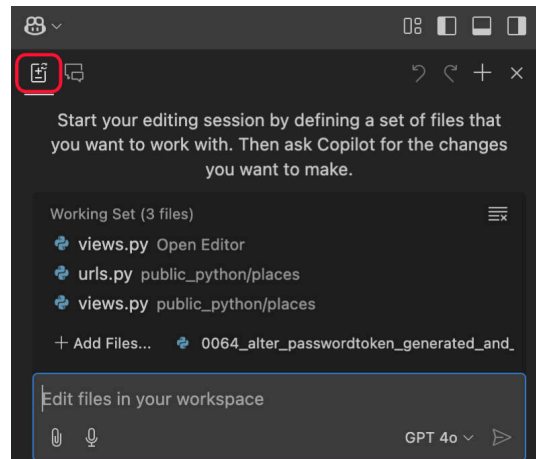 Start your editing session by defining a set of files that
you want to work with. Then ask Copilot for the changes
you want to make.
Working Set (3 files)
views.py Open Editor
urls.py public_python/places
views.py public_python/places
+ Add Files... 0064_alter_passwordtoken_generated_and_
Edit files in your workspace
GPT 4o